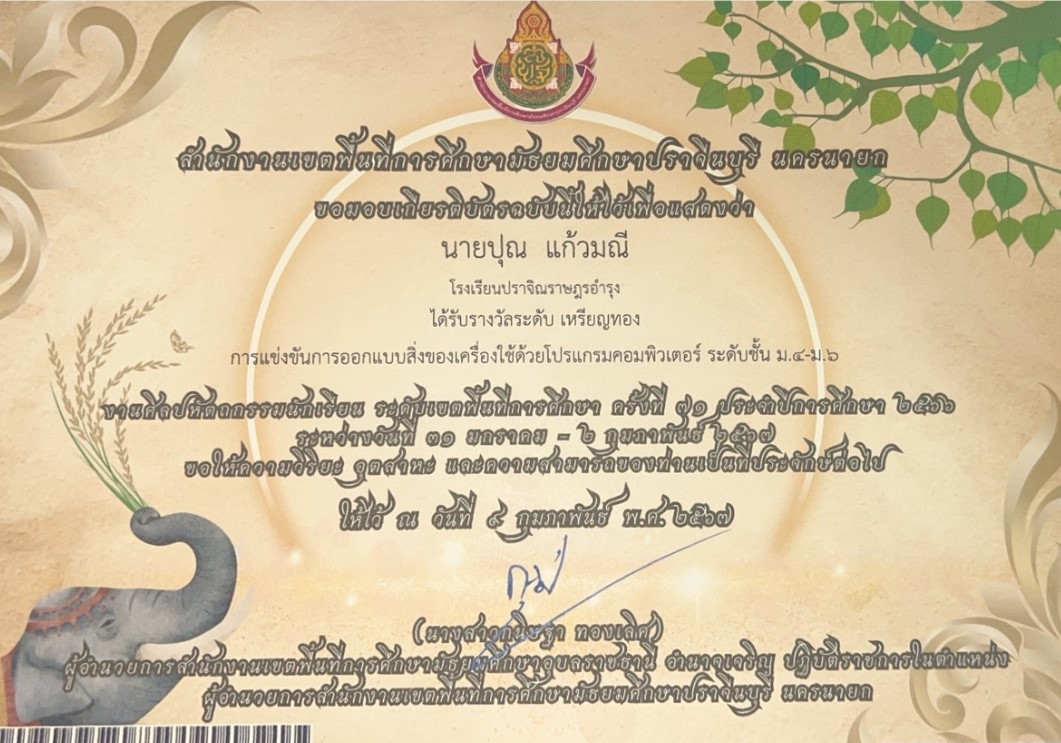 สำนักงานเขตพื้นที่การศึกษามัธยมศึกษาปราจีนบุรี นครนายก
ขอมอบเกียรติบัตรฉบับนี้ให้ไว้เพื่อแสดงว่า
นายปุณ แก้วมณี
โรงเรียนปราจิณราษฎรอำรุง
ได้รับรางวัลระดับ เหรียญทอง
การแข่งขันการออกแบบสิ่งของเครื่องใช้ด้วยโปรแกรมคอมพิวเตอร์ ระดับชั้น ม.๔-ม.๖
งานศิลปหัตถกรรมนักเรียน ระดับเขตพื้นที่การศึกษา ครั้งที่ ๗๑ ประจำปีการศึกษา ๒๕๖๖
ระหว่างวันที่ ๓๑ มกราคม - ๒ กุมภาพันธ์ ๒๕๖๗
ขอให้ความวิริยะ อุตสาหะ และความสามารถของท่านเป็นที่ประจักษ์ต่อไป
ให้ไว้ ณ วันที่ ๙ กุมภาพันธ์ พ.ศ. ๒๕๖๗
(นางสาวกนิษฐา ทองเลิศ)
ผู้อำนวยการสำนักงานเขตพื้นที่การศึกษามัธยมศึกษาอุบลราชธานี อำนาจเจริญ ปฏิบัติราชการในตำแหน่ง
ผู้อำนวยการสำนักงานเขตพื้นที่การศึกษามัธยมศึกษาปราจีนบุรี นครนายก